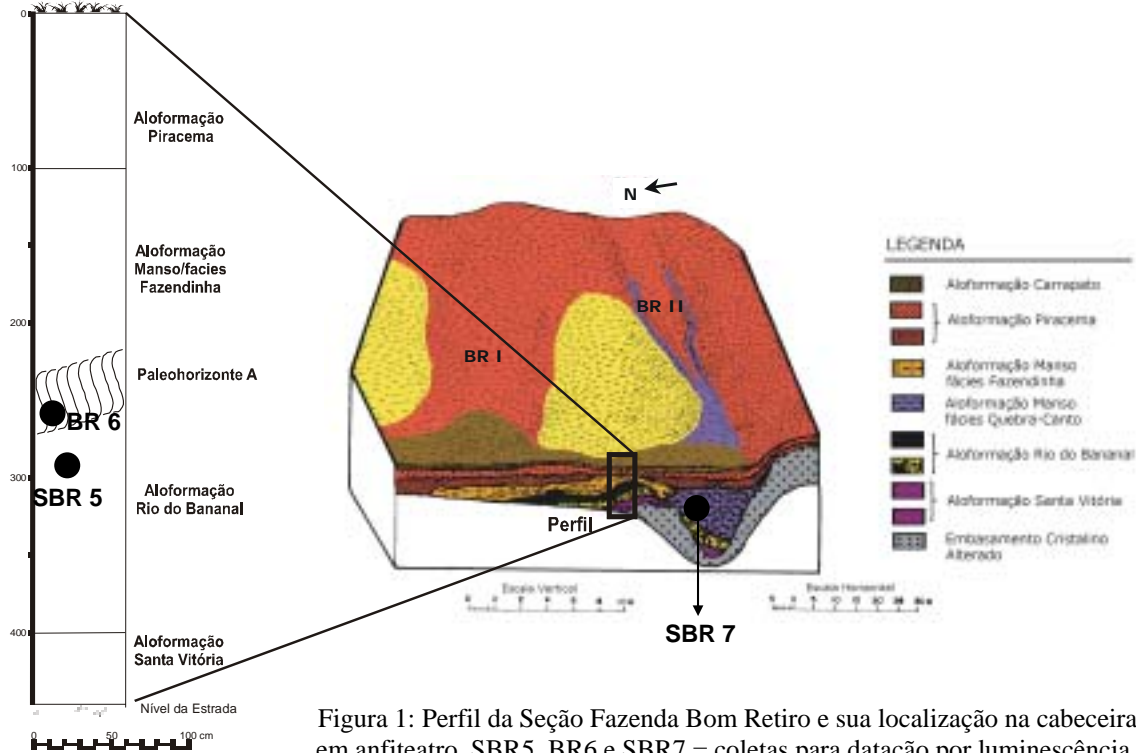 0
Aloformação
Piracema
100
Aloformação
Manso/facies
Fazendinha
200
Paleohorizonte A
BR 6
300
SBR 5
Aloformação
Rio do Bananal
400
Aloformação
Santa Vitória
Nível da Estrada
0 50 100 cm
N
BR I
BR II
Perfil
SBR 7
Escala Vertical
Escala Horizontal
LEGENDA
Aloformação Carrapato
Aloformação Piracema
Aloformação Manso
fácies Fazendinha
Aloformação Manso
fácies Quebra-Canto
Aloformação Rio do Bananal
Aloformação Santa Vitória
Embasamento Cristalino
Alterado
Figura 1: Perfil da Seção Fazenda Bom Retiro e sua localização na cabeceira
em anfiteatro. SBR5, BR6 e SBR7 = coletas para datação por luminescência